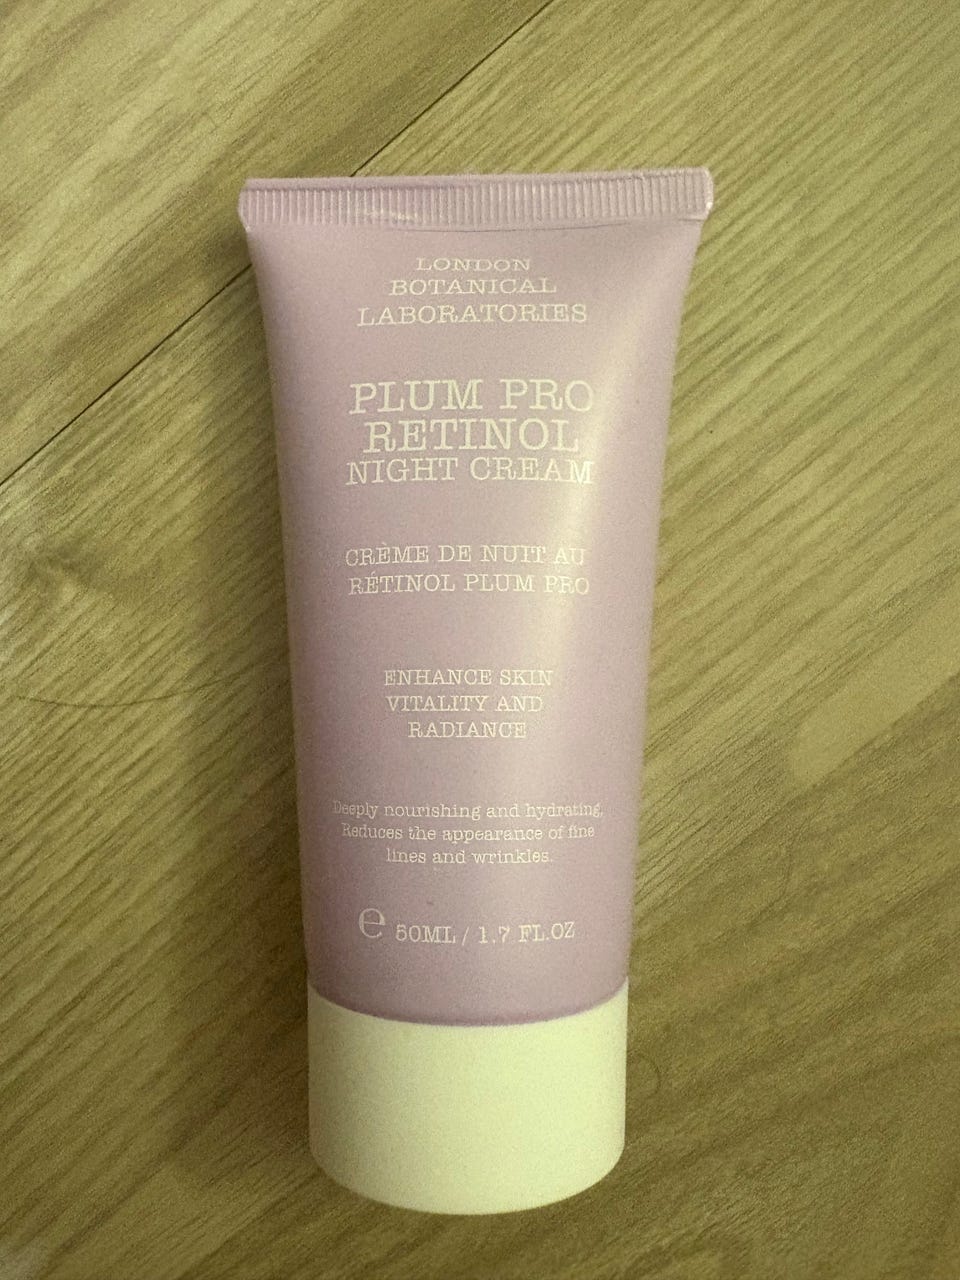 LONDON
BOTANICAL
LABORATORIES
PLUM PRO
RETINOL
NIGHT CREAM
CRÈME DE NUIT AU
RÉTINOL PLUM PRO
ENHANCE SKIN
VITALITY AND
RADIANCE
Deeply nourishing and hydrating.
Reduces the appearance of fine
lines and wrinkles.
e 50ML / 1.7 FL.OZ